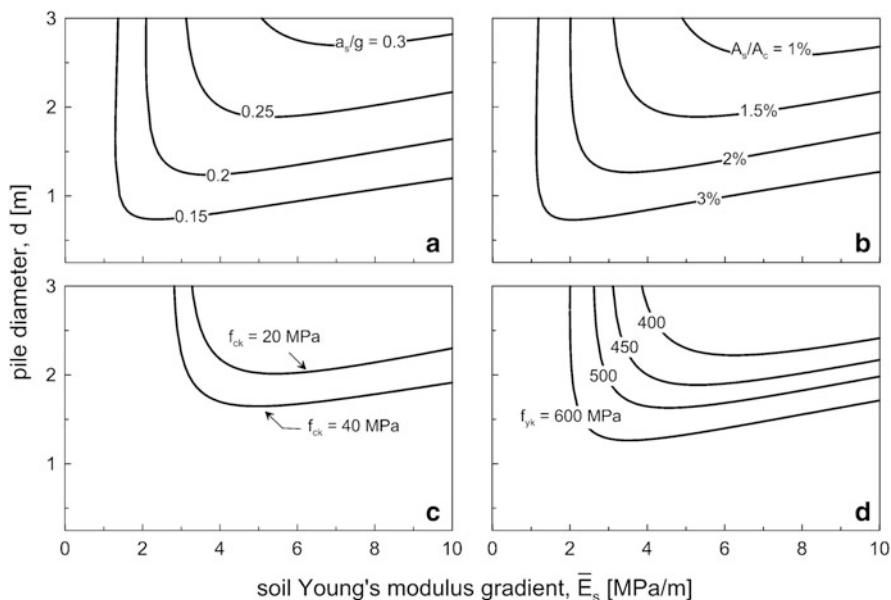 3
2
1
pile diameter, d [m]
a_s/g = 0.3
0.25
0.2
0.15
a
A_s/A_c = 1%
1.5%
2%
3%
b
3
2
1
0 2 4 6 8 10
f_ck = 20 MPa
f_ck = 40 MPa
c
400
450
500
f_yk = 600 MPa
d
0 2 4 6 8 10
soil Young's modulus gradient, E̅_s [MPa/m]